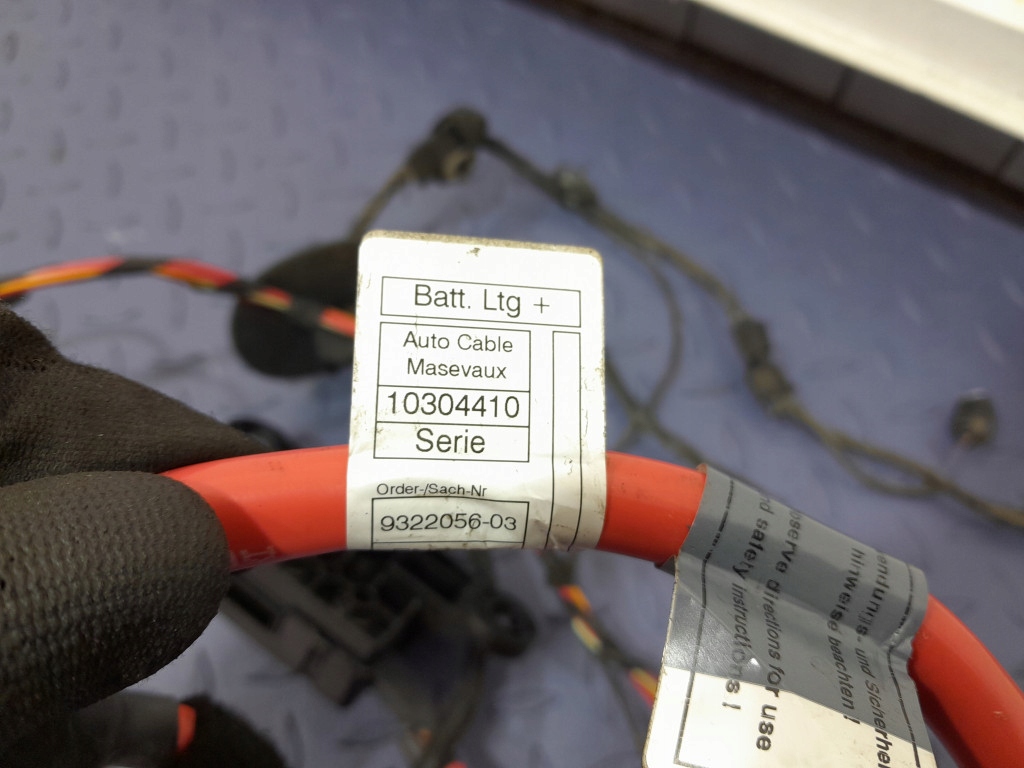 Batt. Ltg +
Auto Cable
Masevaux
10304410
Serie
Order-/Sach-Nr
9322056-03
directions for use
safety instructions !
und
hinweise beachten !